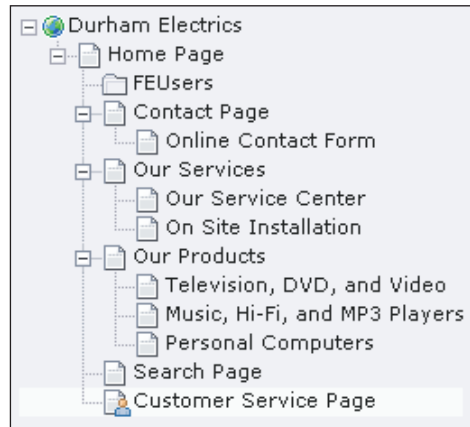 Durham Electrics
Home Page
FEUsers
Contact Page
Online Contact Form
Our Services
Our Service Center
On Site Installation
Our Products
Television, DVD, and Video
Music, Hi-Fi, and MP3 Players
Personal Computers
Search Page
Customer Service Page